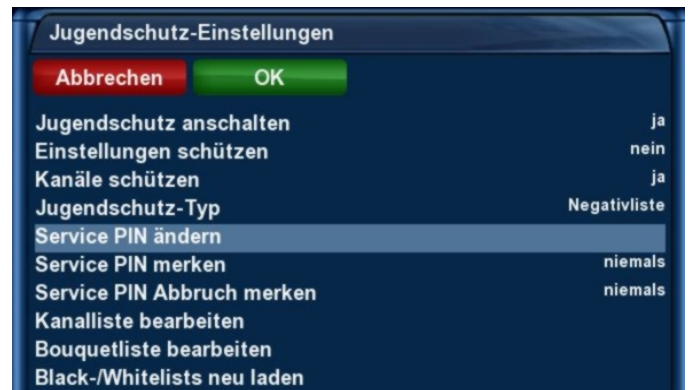 Jugendschutz-Einstellungen
Abbrechen OK
Jugendschutz anschalten ja
Einstellungen schützen nein
Kanäle schützen ja
Jugendschutz-Typ Negativliste
Service PIN ändern
Service PIN merken niemals
Service PIN Abbruch merken niemals
Kanalliste bearbeiten
Bouquetliste bearbeiten
Black-/Whitelists neu laden